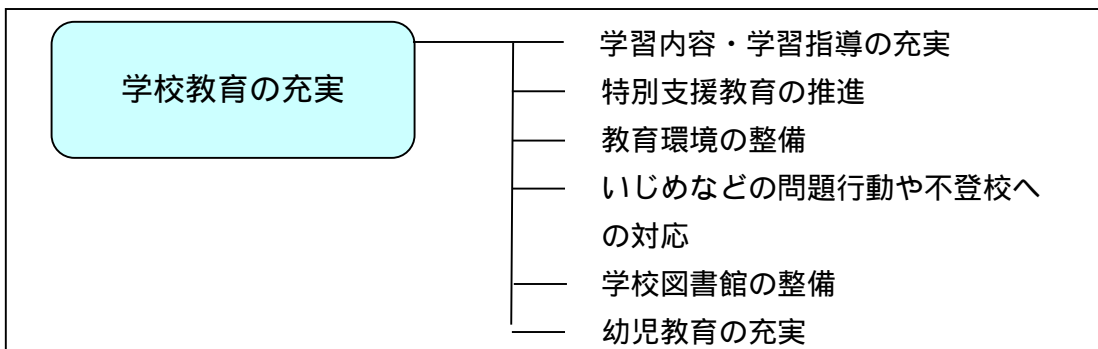 学校教育の充実
学習内容・学習指導の充実
特別支援教育の推進
教育環境の整備
いじめなどの問題行動や不登校へ
の対応
学校図書館の整備
幼児教育の充実